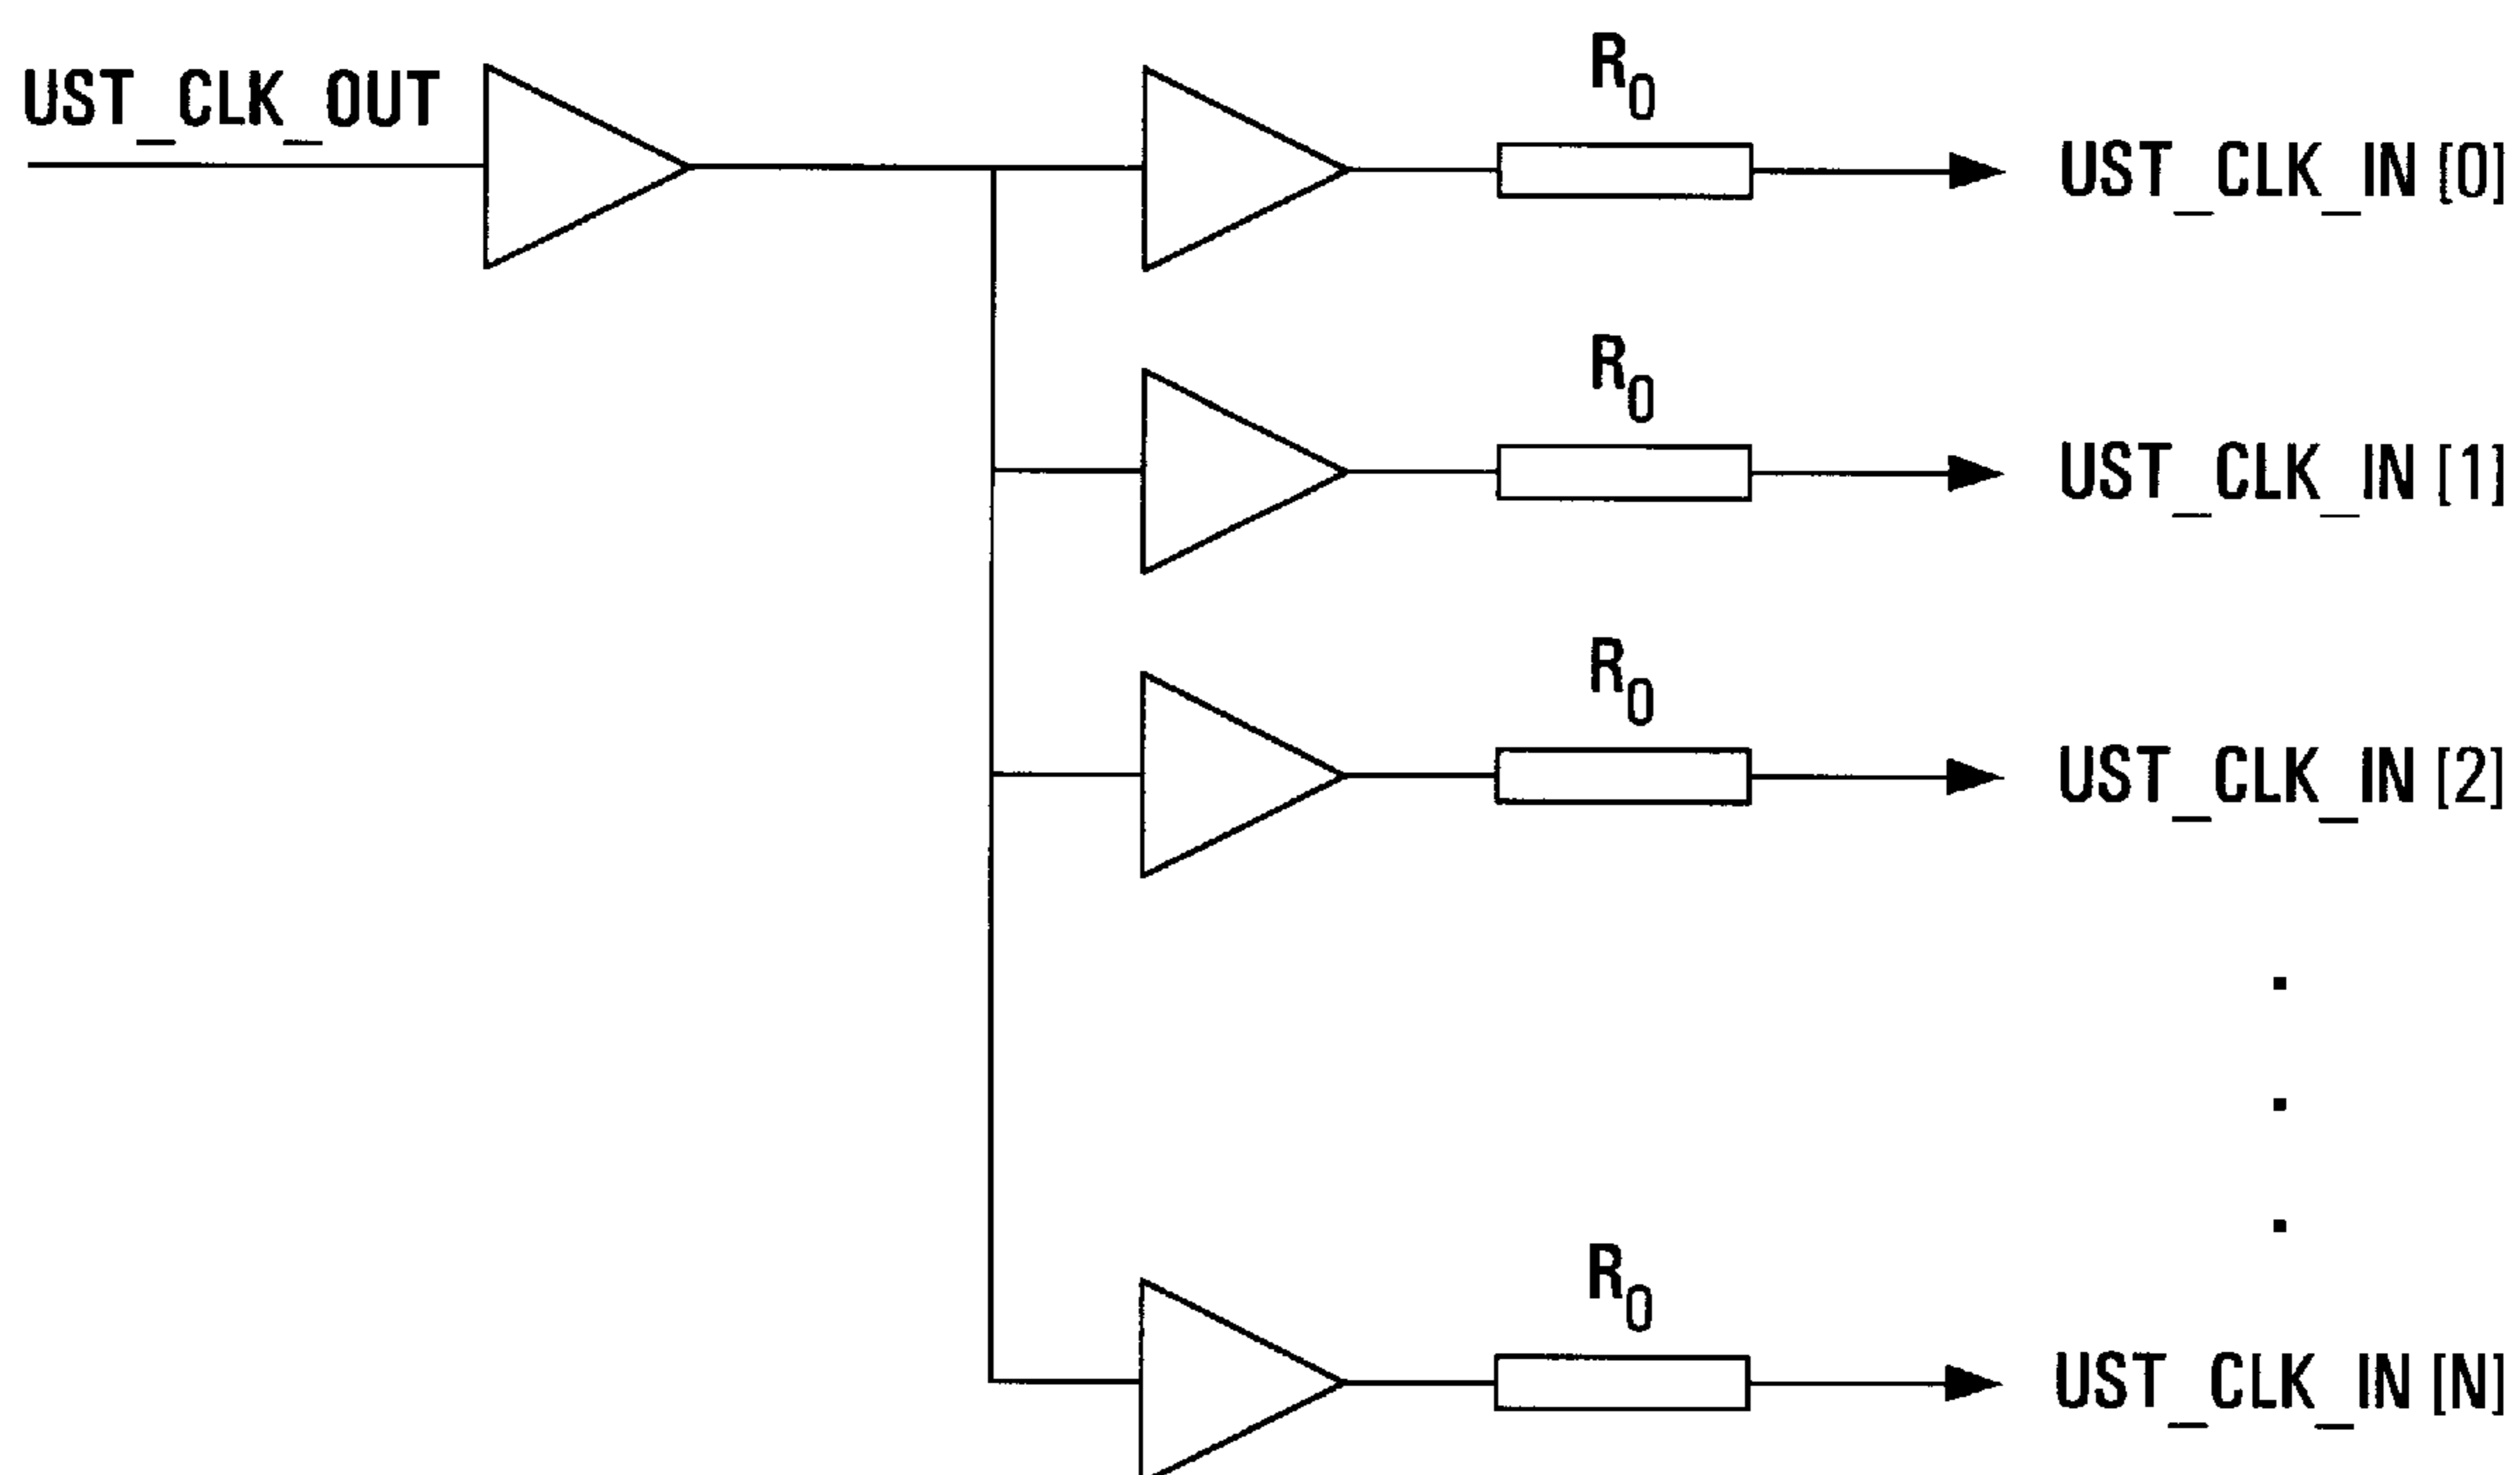 R0
UST_CLK_OUT
UST_CLK_IN [0]
R0
UST_CLK_IN [1]
R0
UST_CLK_IN [2]
.
.
.
R0
UST_CLK_IN [N]